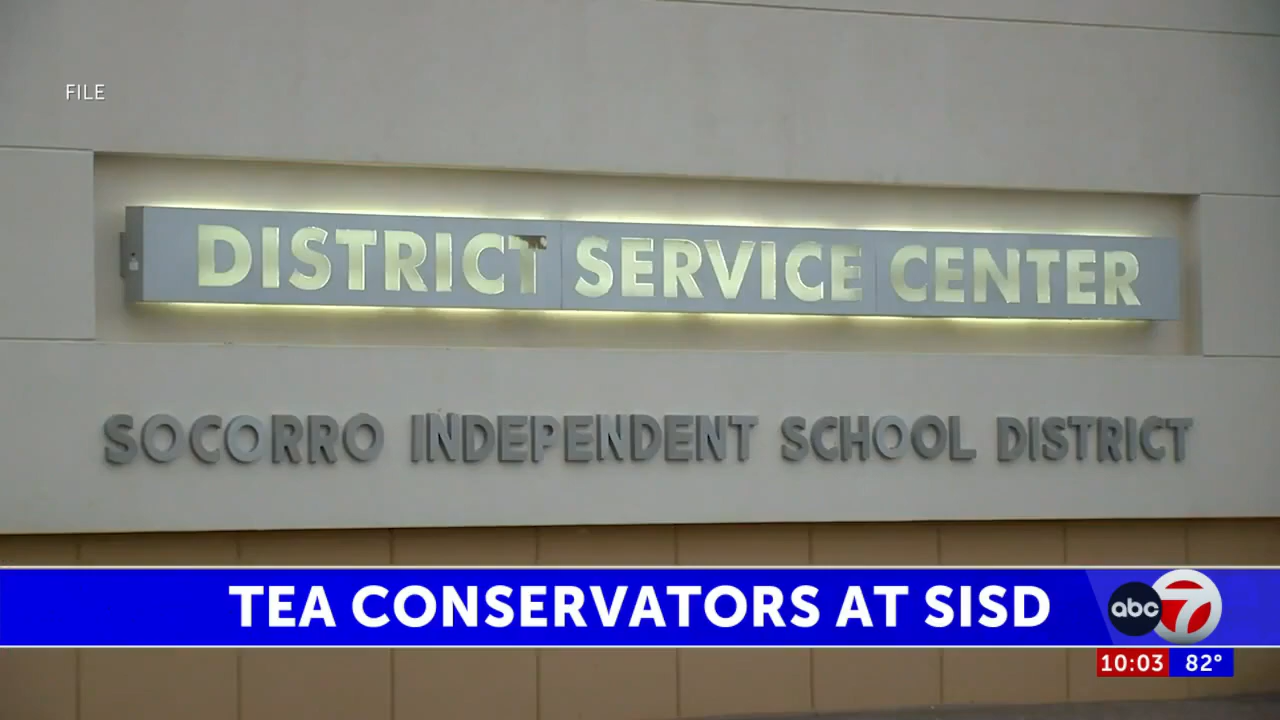 FILE
DISTRICT SERVICE CENTER
SOCORRO INDEPENDENT SCHOOL DISTRICT
TEA CONSERVATORS AT SISD
abc 7
10:03 82°